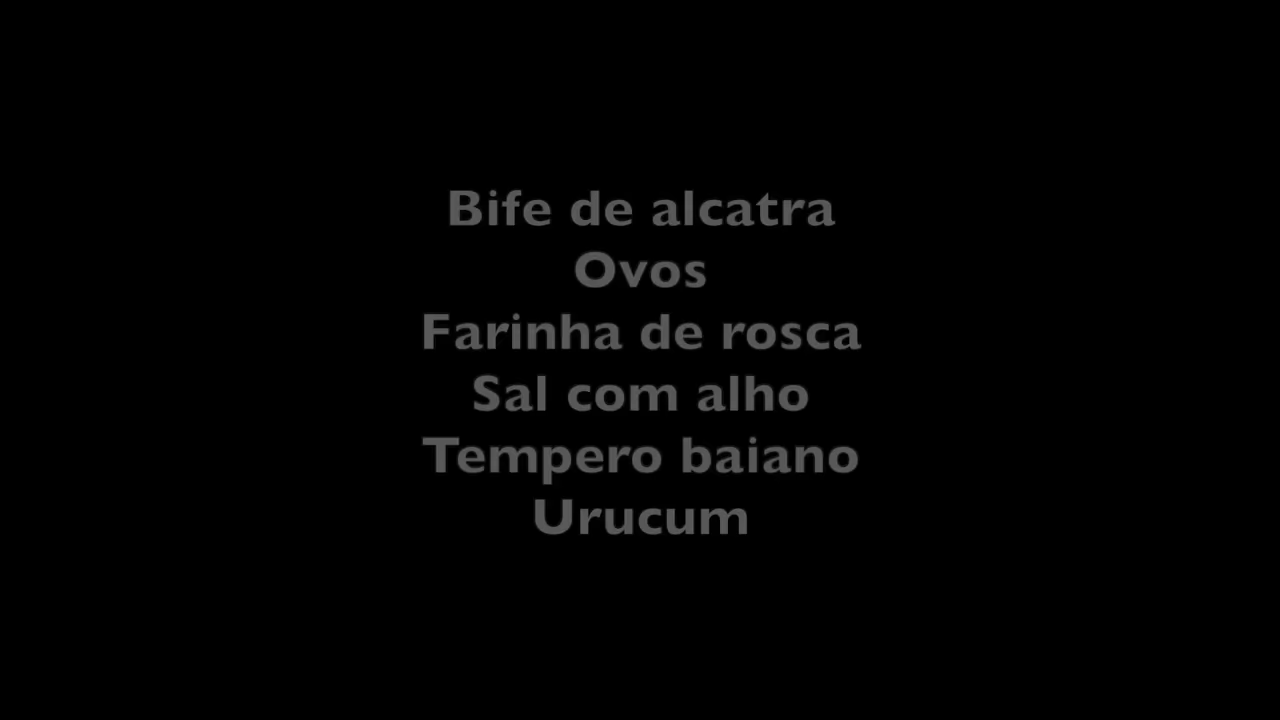 Bife de alcatra
Ovos
Farinha de rosca
Sal com alho
Tempero baiano
Urucum